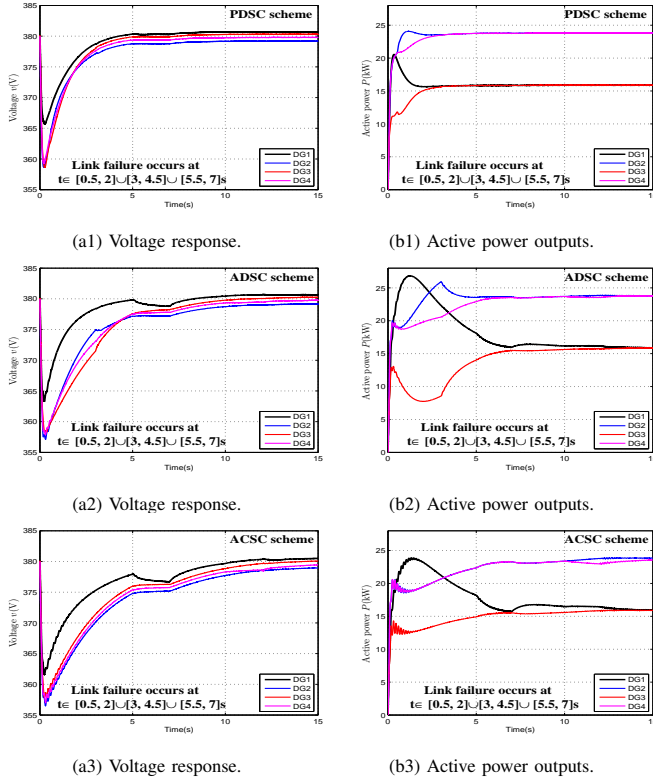 PDSC scheme
385
380
375
370
365
360
355
Voltage v(V)
Link failure occurs at
t∈ [0.5, 2]∪[3, 4.5]∪ [5.5, 7]s
DG1
DG2
DG3
DG4
0 5 10 15
Time(s)
(a1) Voltage response.
PDSC scheme
25
20
15
10
5
0
Active power P(kW)
Link failure occurs at
t∈ [0.5, 2]∪[3, 4.5]∪ [5.5, 7]s
DG1
DG2
DG3
DG4
0 5 10 15
Time(s)
(b1) Active power outputs.
ADSC scheme
385
380
375
370
365
360
355
Voltage v(V)
Link failure occurs at
t∈ [0.5, 2]∪[3, 4.5]∪ [5.5, 7]s
DG1
DG2
DG3
DG4
0 5 10 15
Time(s)
(a2) Voltage response.
ADSC scheme
25
20
15
10
5
0
Active power P(kW)
Link failure occurs at
t∈ [0.5, 2]∪[3, 4.5]∪ [5.5, 7]s
DG1
DG2
DG3
DG4
0 5 10 15
Time(s)
(b2) Active power outputs.
ACSC scheme
385
380
375
370
365
360
355
Voltage v(V)
Link failure occurs at
t∈ [0.5, 2]∪[3, 4.5]∪ [5.5, 7]s
DG1
DG2
DG3
DG4
0 5 10 15
Time(s)
(a3) Voltage response.
ACSC scheme
25
20
15
10
5
0
Active power P(kW)
Link failure occurs at
t∈ [0.5, 2]∪[3, 4.5]∪ [5.5, 7]s
DG1
DG2
DG3
DG4
0 5 10 15
Time(s)
(b3) Active power outputs.